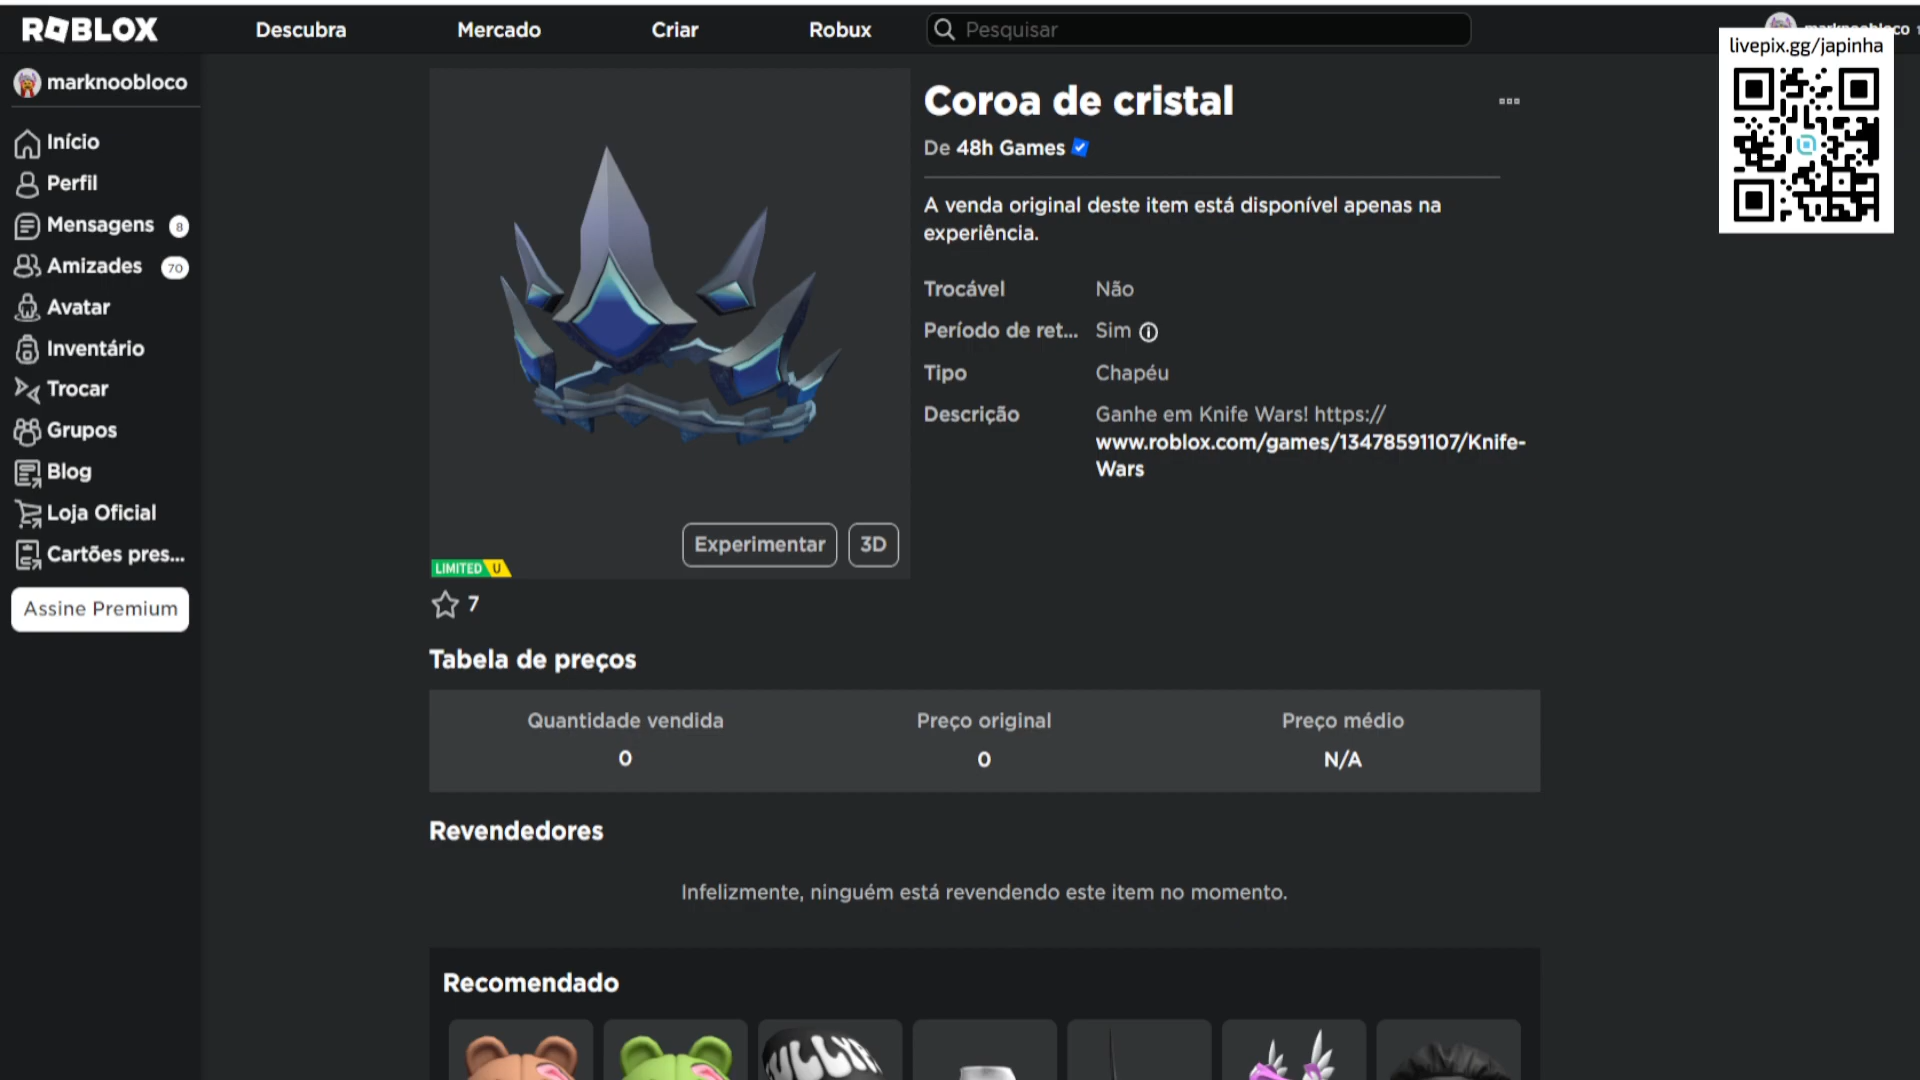 ROBLOX
Descubra
Mercado
Criar
Robux
Pesquisar
livepix.gg/japinha
marknoobloco
Início
Perfil
Mensagens 8
Amizades 70
Avatar
Inventário
Trocar
Grupos
Blog
Loja Oficial
Cartões pres...
Assine Premium
Coroa de cristal
De 48h Games
A venda original deste item está disponível apenas na
experiência.
Trocável Não
Período de ret... Sim
Tipo Chapéu
Descrição Ganhe em Knife Wars! https://
www.roblox.com/games/13478591107/Knife-
Wars
Experimentar
3D
LIMITED U
7
Tabela de preços
Quantidade vendida
0
Preço original
0
Preço médio
N/A
Revendedores
Infelizmente, ninguém está revendendo este item no momento.
Recomendado